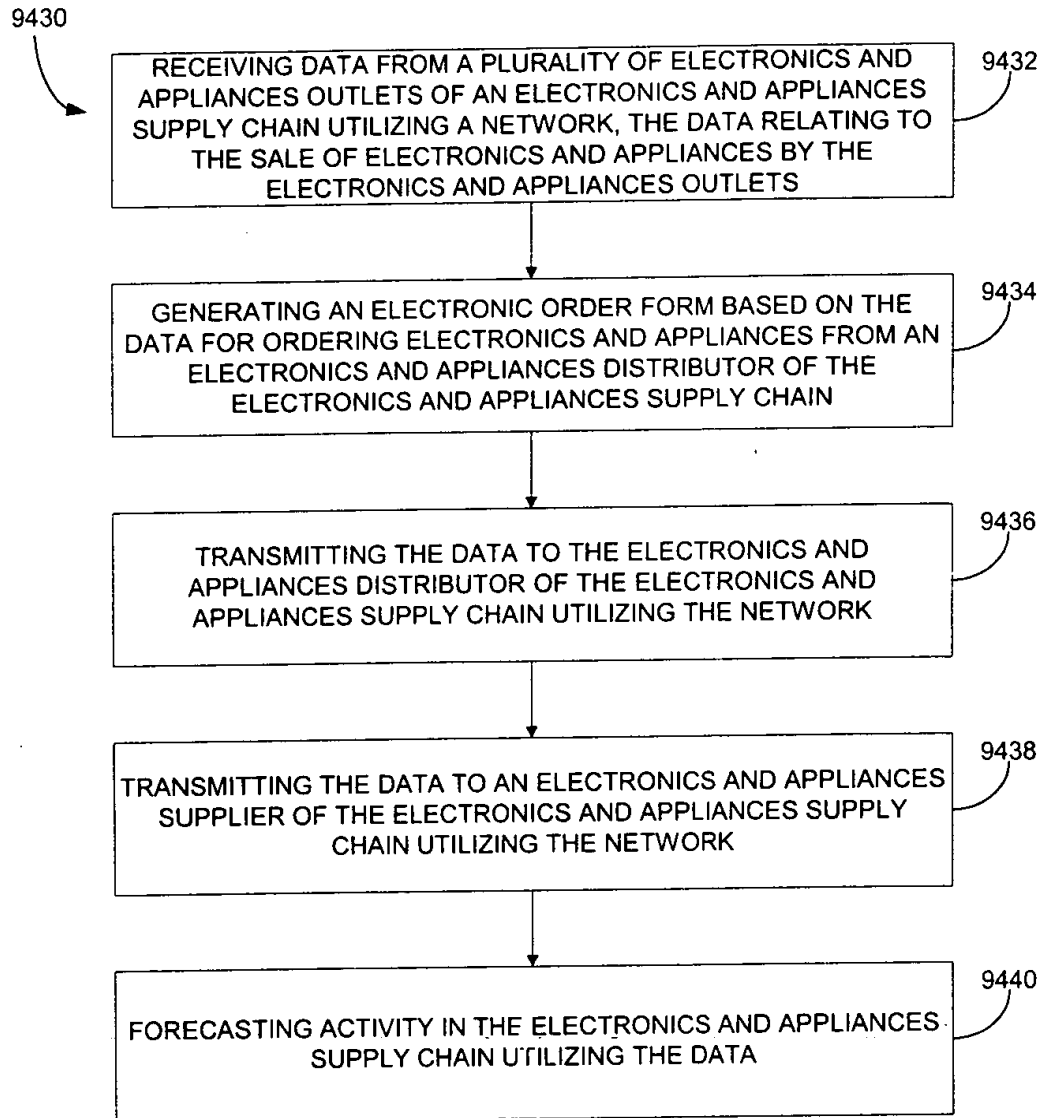 9430
RECEIVING DATA FROM A PLURALITY OF ELECTRONICS AND
APPLIANCES OUTLETS OF AN ELECTRONICS AND APPLIANCES
SUPPLY CHAIN UTILIZING A NETWORK, THE DATA RELATING TO
THE SALE OF ELECTRONICS AND APPLIANCES BY THE
ELECTRONICS AND APPLIANCES OUTLETS
9432
GENERATING AN ELECTRONIC ORDER FORM BASED ON THE
DATA FOR ORDERING ELECTRONICS AND APPLIANCES FROM AN
ELECTRONICS AND APPLIANCES DISTRIBUTOR OF THE
ELECTRONICS AND APPLIANCES SUPPLY CHAIN
9434
TRANSMITTING THE DATA TO THE ELECTRONICS AND
APPLIANCES DISTRIBUTOR OF THE ELECTRONICS AND
APPLIANCES SUPPLY CHAIN UTILIZING THE NETWORK
9436
TRANSMITTING THE DATA TO AN ELECTRONICS AND APPLIANCES
SUPPLIER OF THE ELECTRONICS AND APPLIANCES SUPPLY
CHAIN UTILIZING THE NETWORK
9438
FORECASTING ACTIVITY IN THE ELECTRONICS AND APPLIANCES
SUPPLY CHAIN UTILIZING THE DATA
9440